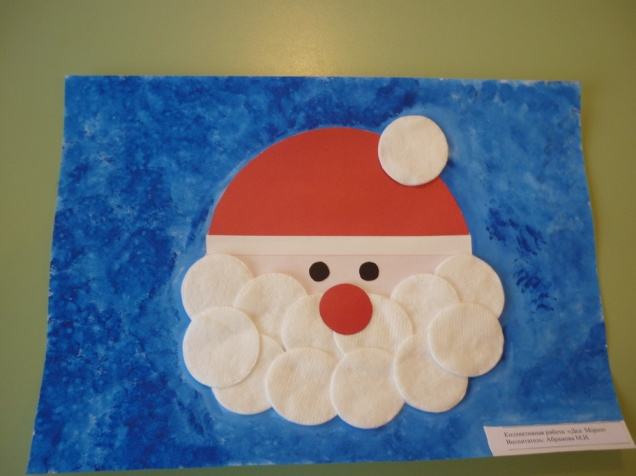 Коллективная работа «Дед Мороз»
Воспитатель: Абрамова М.И.